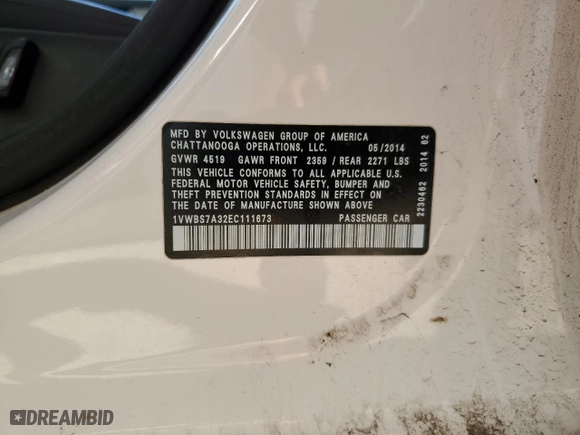 MFD BY VOLKSWAGEN GROUP OF AMERICA
CHATTANOOGA OPERATIONS, LLC. 05/2014
GVWR 4519 GAWR FRONT 2359 / REAR 2271 LBS
THIS VEHICLE CONFORMS TO ALL APPLICABLE U.S.
FEDERAL MOTOR VEHICLE SAFETY, BUMPER AND
THEFT PREVENTION STANDARDS IN EFFECT ON
THE DATE OF MANUFACTURE SHOWN ABOVE
1VWBS7A32EC111673 PASSENGER CAR
2230462 2014 62
DREAMBID